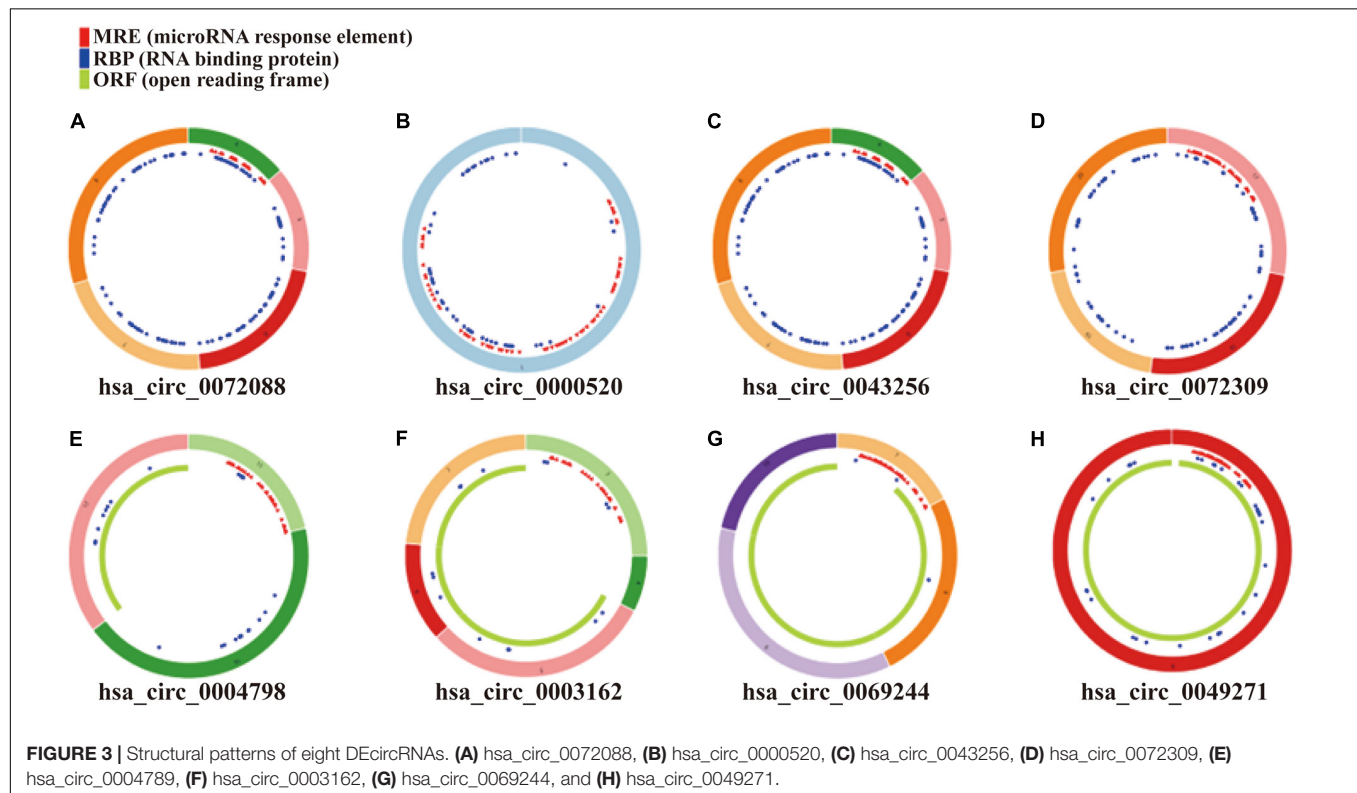 MRE (microRNA response element)
RBP (RNA binding protein)
ORF (open reading frame)
A
B
C
D
hsa_circ_0072088
hsa_circ_0000520
hsa_circ_0043256
hsa_circ_0072309
E
F
G
H
hsa_circ_0004798
hsa_circ_0003162
hsa_circ_0069244
hsa_circ_0049271
FIGURE 3 | Structural patterns of eight DEcircRNAs. (A) hsa_circ_0072088, (B) hsa_circ_0000520, (C) hsa_circ_0043256, (D) hsa_circ_0072309, (E)
hsa_circ_0004789, (F) hsa_circ_0003162, (G) hsa_circ_0069244, and (H) hsa_circ_0049271.